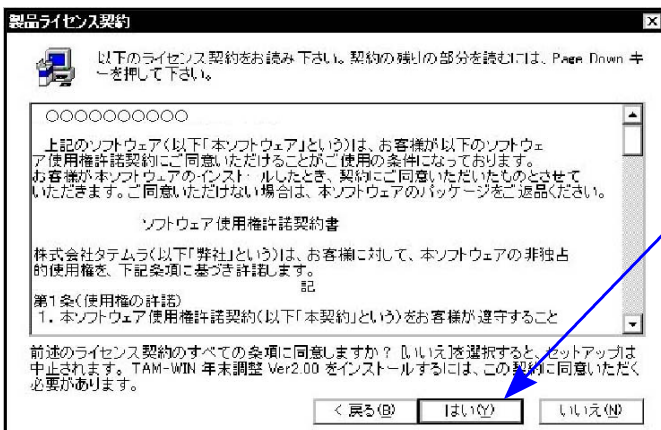 製品ライセンス契約
以下のライセンス契約をお読み下さい。契約の残りの部分を読むには、Page Down キ
ーを押して下さい。
○○○○○○○○○○
上記のソフトウェア(以下「本ソフトウェア」という)は、お客様が以下のソフトウェ
ア使用権許諾契約にご同意いただけることがご使用の条件になっております。
お客様が本ソフトウェアのインストールしたとき、契約にご同意いただいたものとさせて
いただきます。ご同意いただけない場合は、本ソフトウェアのパッケージをご返品ください。
ソフトウェア使用権許諾契約書
株式会社タテムラ(以下「弊社」という)は、お客様に対して、本ソフトウェアの非独占
的使用権を、下記条項に基づき許諾します。
記
第1条(使用権の許諾)
1. 本ソフトウェア使用権許諾契約(以下「本契約」という)をお客様が遵守すること
前述のライセンス契約のすべての条項に同意しますか? [いいえ]を選択すると、セットアップは
中止されます。TAM-WIN 年末調整 Ver2.00 をインストールするには、この契約に同意いただく
必要があります。
< 戻る(B) はい(Y) いいえ(N)